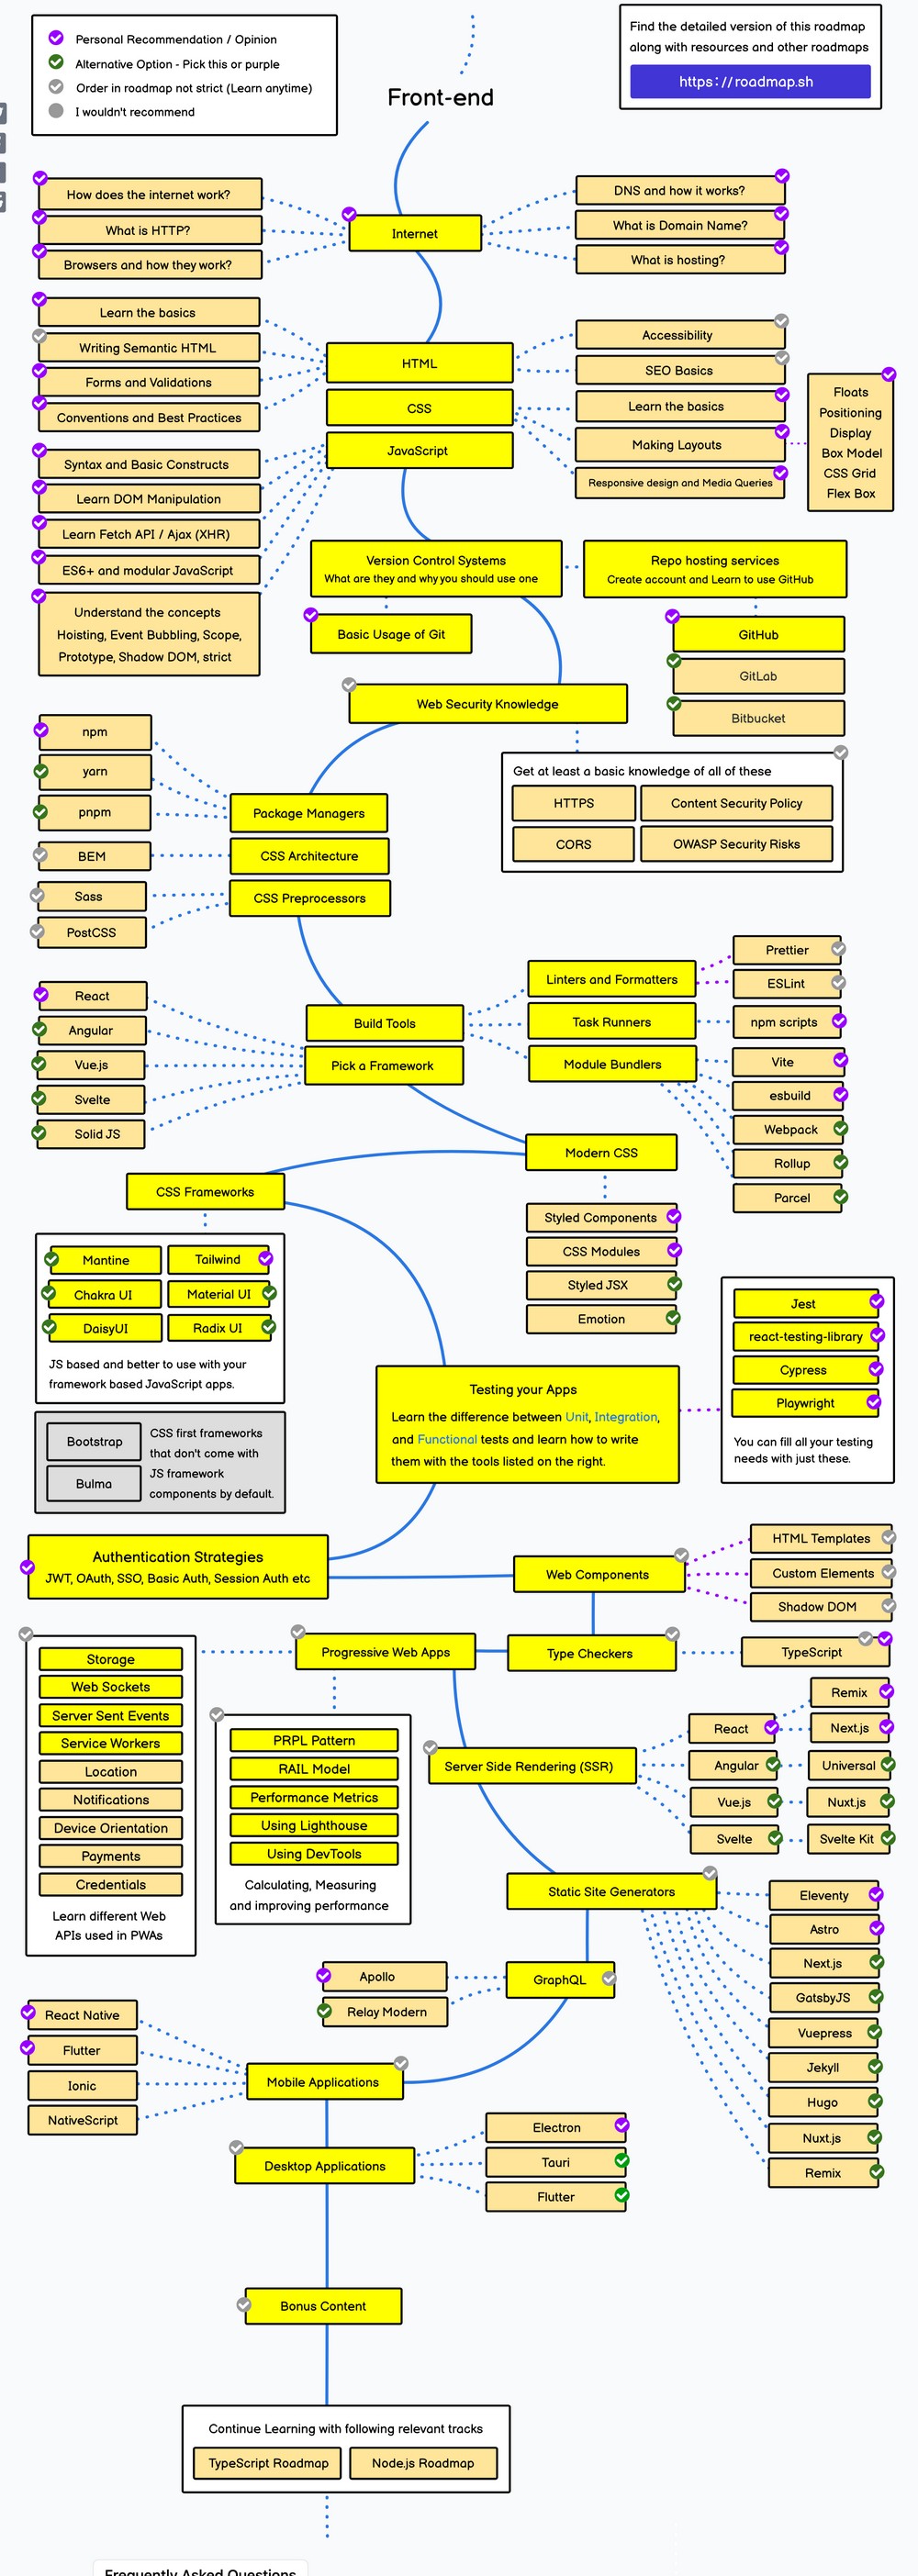 Personal Recommendation / Opinion
Alternative Option - Pick this or purple
Order in roadmap not strict (Learn anytime)
I wouldn't recommend
Find the detailed version of this roadmap
along with resources and other roadmaps
https://roadmap.sh
Front-end
How does the internet work?
What is HTTP?
Browsers and how they work?
Internet
DNS and how it works?
What is Domain Name?
What is hosting?
Learn the basics
Writing Semantic HTML
Forms and Validations
Conventions and Best Practices
HTML
CSS
JavaScript
Accessibility
SEO Basics
Learn the basics
Making Layouts
Responsive design and Media Queries
Floats
Positioning
Display
Box Model
CSS Grid
Flex Box
Syntax and Basic Constructs
Learn DOM Manipulation
Learn Fetch API / Ajax (XHR)
ES6+ and modular JavaScript
Understand the concepts
Hoisting, Event Bubbling, Scope,
Prototype, Shadow DOM, strict
Version Control Systems
What are they and why you should use one
Repo hosting services
Create account and Learn to use GitHub
Basic Usage of Git
GitHub
GitLab
Bitbucket
Web Security Knowledge
Get at least a basic knowledge of all of these
HTTPS
Content Security Policy
CORS
OWASP Security Risks
npm
yarn
pnpm
BEM
Sass
PostCSS
Package Managers
CSS Architecture
CSS Preprocessors
React
Angular
Vue.js
Svelte
Solid JS
Build Tools
Pick a Framework
Linters and Formatters
Task Runners
Module Bundlers
Prettier
ESLint
npm scripts
Vite
esbuild
Webpack
Rollup
Parcel
Modern CSS
Styled Components
CSS Modules
Styled JSX
Emotion
CSS Frameworks
Mantine
Tailwind
Chakra UI
Material UI
DaisyUI
Radix UI
JS based and better to use with your
framework based JavaScript apps.
Bootstrap
Bulma
CSS first frameworks
that don't come with
JS framework
components by default.
Testing your Apps
Learn the difference between Unit, Integration,
and Functional tests and learn how to write
them with the tools listed on the right.
Jest
react-testing-library
Cypress
Playwright
You can fill all your testing
needs with just these.
Authentication Strategies
JWT, OAuth, SSO, Basic Auth, Session Auth etc
Web Components
HTML Templates
Custom Elements
Shadow DOM
Progressive Web Apps
Type Checkers
TypeScript
Storage
Web Sockets
Server Sent Events
Service Workers
Location
Notifications
Device Orientation
Payments
Credentials
Learn different Web
APIs used in PWAs
PRPL Pattern
RAIL Model
Performance Metrics
Using Lighthouse
Using DevTools
Calculating, Measuring
and improving performance
Server Side Rendering (SSR)
React
Angular
Vue.js
Svelte
Remix
Next.js
Universal
Nuxt.js
Svelte Kit
Static Site Generators
Eleventy
Astro
Next.js
GatsbyJS
Vuepress
Jekyll
Hugo
Nuxt.js
Remix
Apollo
Relay Modern
GraphQL
React Native
Flutter
Ionic
NativeScript
Mobile Applications
Desktop Applications
Electron
Tauri
Flutter
Bonus Content
Continue Learning with following relevant tracks
TypeScript Roadmap
Node.js Roadmap
Frequently Asked Questions